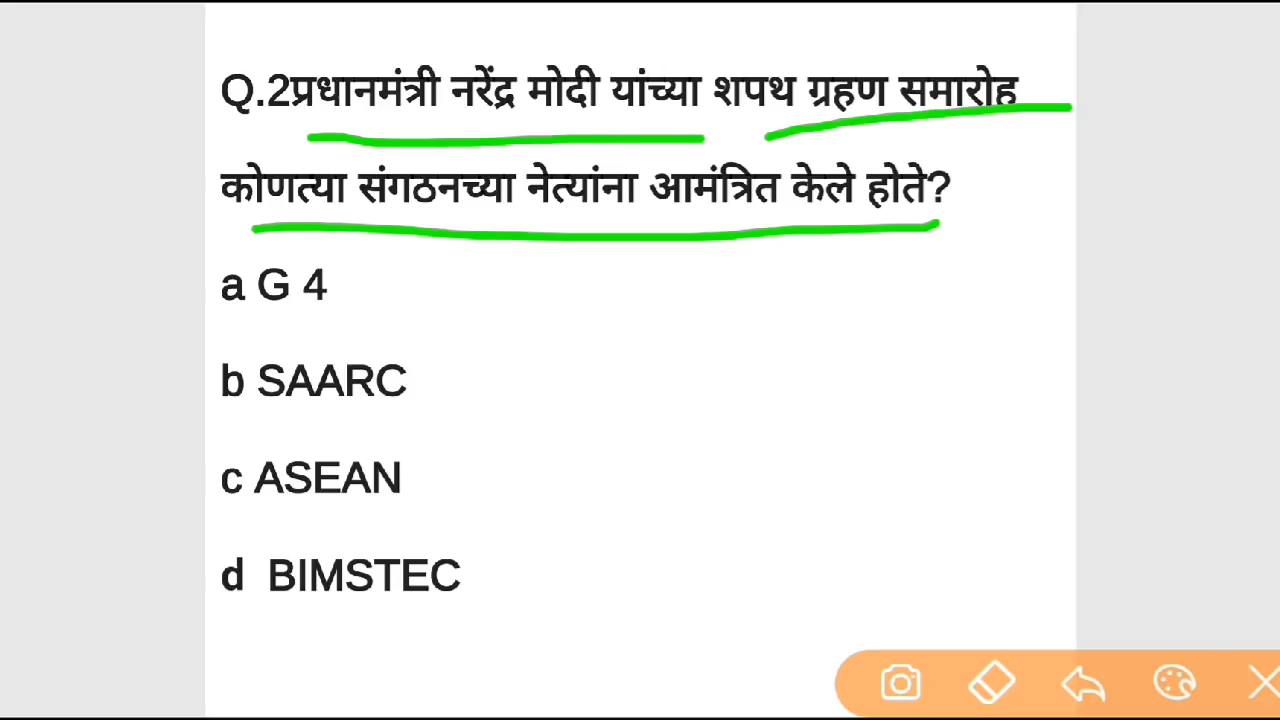 Q.2प्रधानमंत्री नरेंद्र मोदी यांच्या शपथ ग्रहण समारोह
कोणत्या संगठनच्या नेत्यांना आमंत्रित केले होते?
a G 4
b SAARC
c ASEAN
d BIMSTEC